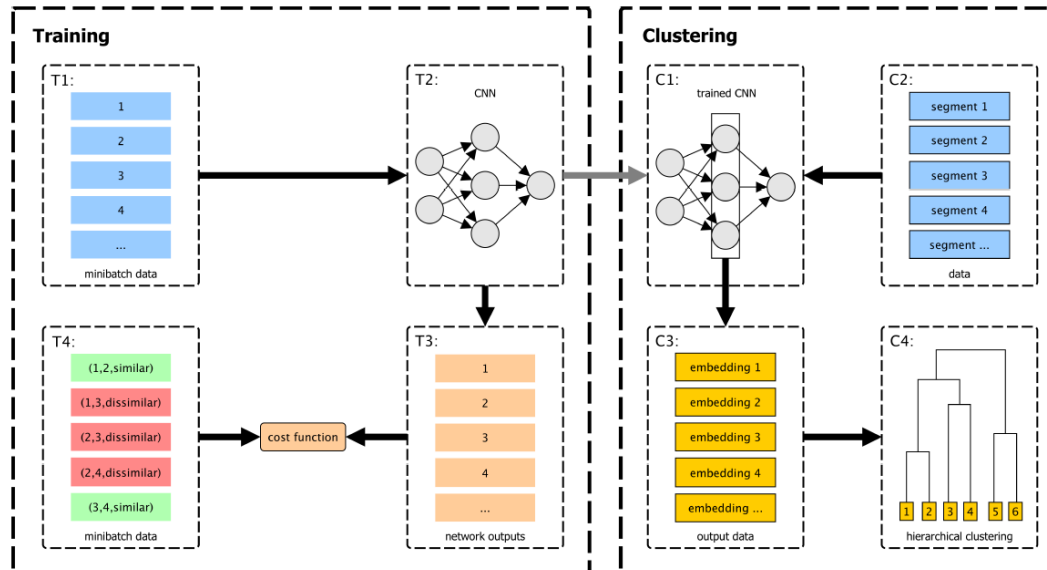 Training
T1:
1
2
3
4
...
minibatch data
T2:
CNN
T4:
(1,2,similar)
(1,3,dissimilar)
(2,3,dissimilar)
(2,4,dissimilar)
(3,4,similar)
minibatch data
cost function
T3:
1
2
3
4
...
network outputs
Clustering
C1:
trained CNN
C2:
segment 1
segment 2
segment 3
segment 4
segment ...
data
C3:
embedding 1
embedding 2
embedding 3
embedding 4
embedding ...
output data
C4:
1 2 3 4 5 6
hierarchical clustering